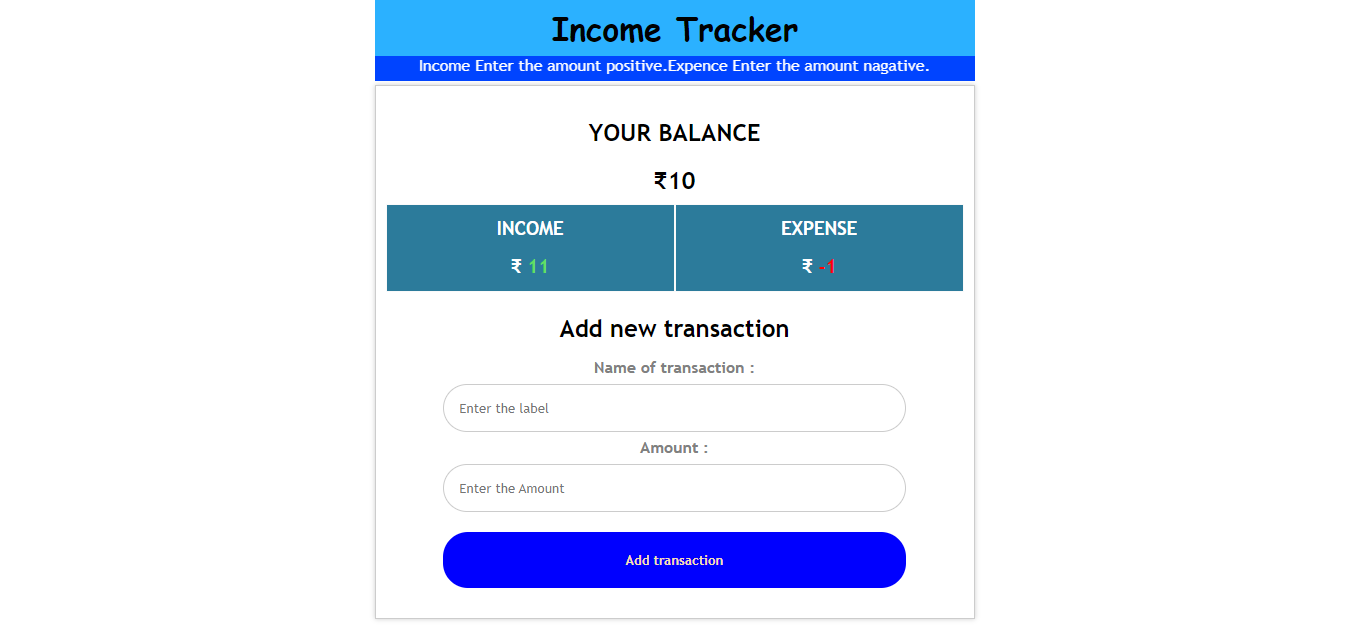 Income Tracker
Income Enter the amount positive.Expence Enter the amount nagative.
YOUR BALANCE
₹10
INCOME
₹ 11
EXPENSE
₹ -1
Add new transaction
Name of transaction :
Enter the label
Amount :
Enter the Amount
Add transaction